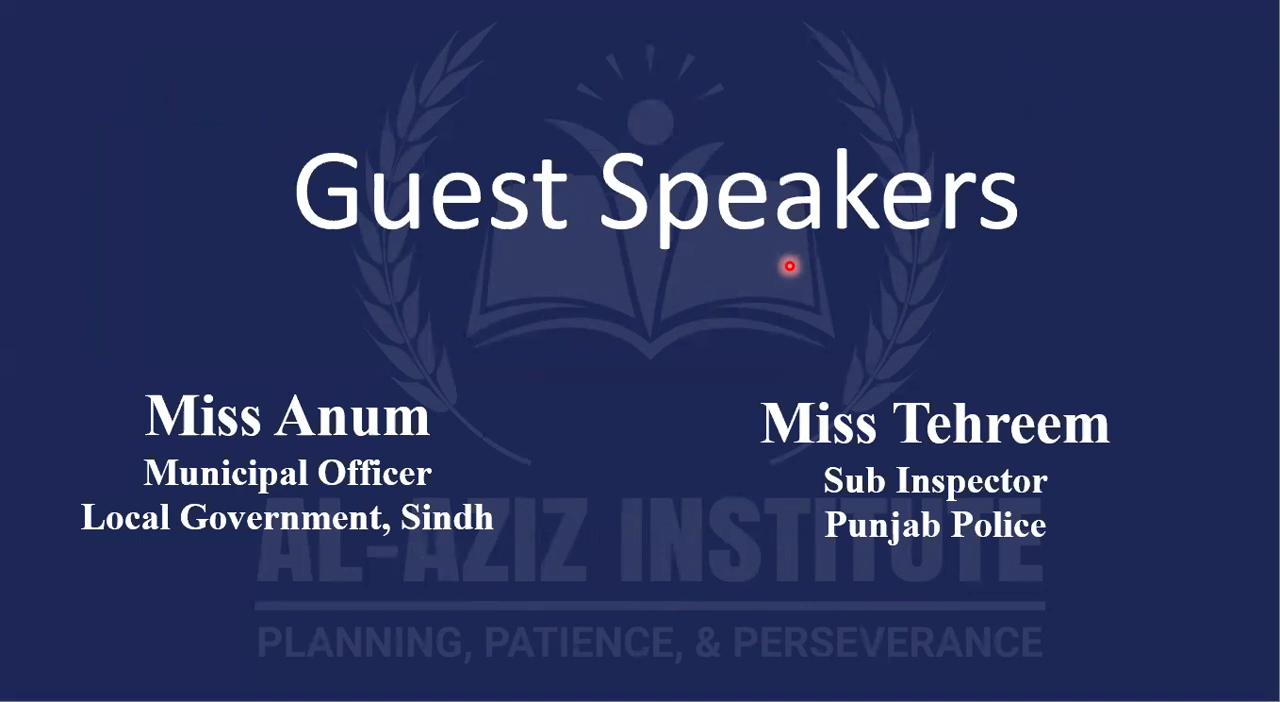 Guest Speakers
Miss Anum
Municipal Officer
Local Government, Sindh
Miss Tehreem
Sub Inspector
Punjab Police
AL-AZIZ INSTITUTE
PLANNING, PATIENCE, & PERSEVERANCE